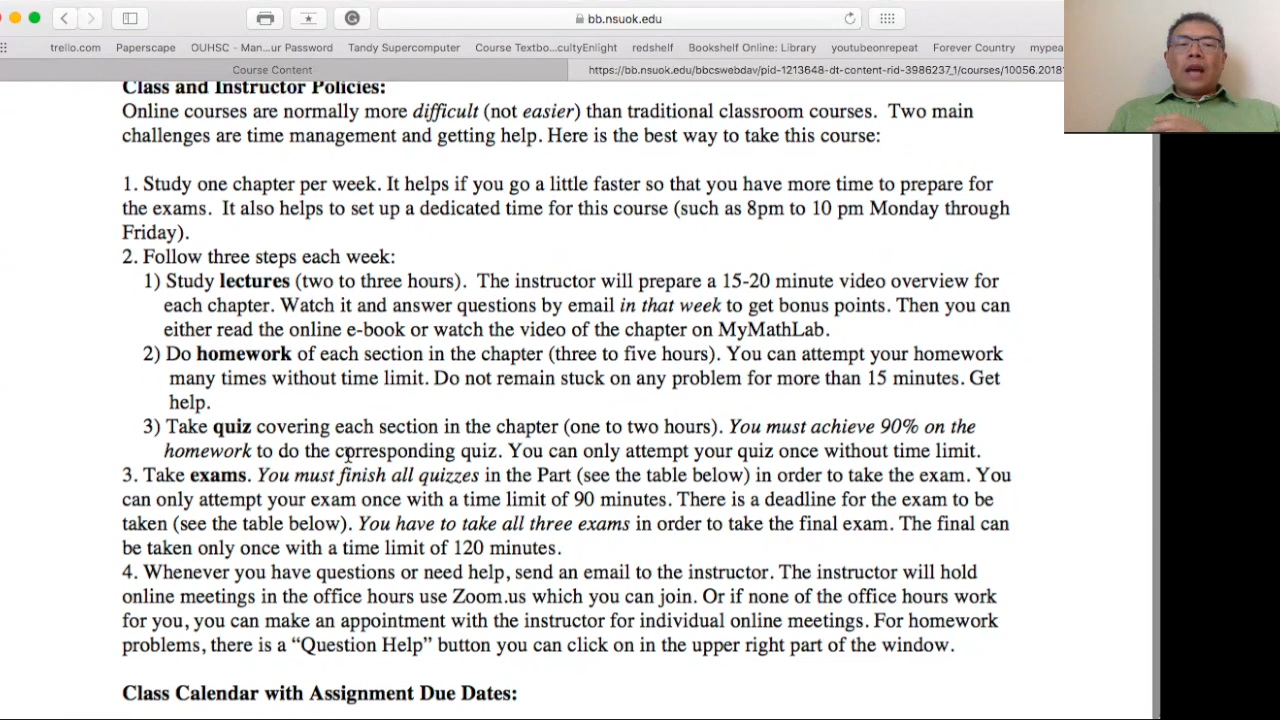 bb.nsuok.edu
trello.com Paperscape OUHSC - Man...ur Password Tandy Supercomputer Course Textbo...cultyEnlight redshelf Bookshelf Online: Library youtubeonrepeat Forever Country mypea
Course Content https://bb.nsuok.edu/bbcswebdav/pid-1213648-dt-content-rid-3986237_1/courses/10056.20181
Class and Instructor Policies:
Online courses are normally more difficult (not easier) than traditional classroom courses. Two main
challenges are time management and getting help. Here is the best way to take this course:
1. Study one chapter per week. It helps if you go a little faster so that you have more time to prepare for
the exams. It also helps to set up a dedicated time for this course (such as 8pm to 10 pm Monday through
Friday).
2. Follow three steps each week:
1) Study lectures (two to three hours). The instructor will prepare a 15-20 minute video overview for
each chapter. Watch it and answer questions by email in that week to get bonus points. Then you can
either read the online e-book or watch the video of the chapter on MyMathLab.
2) Do homework of each section in the chapter (three to five hours). You can attempt your homework
many times without time limit. Do not remain stuck on any problem for more than 15 minutes. Get
help.
3) Take quiz covering each section in the chapter (one to two hours). You must achieve 90% on the
homework to do the corresponding quiz. You can only attempt your quiz once without time limit.
3. Take exams. You must finish all quizzes in the Part (see the table below) in order to take the exam. You
can only attempt your exam once with a time limit of 90 minutes. There is a deadline for the exam to be
taken (see the table below). You have to take all three exams in order to take the final exam. The final can
be taken only once with a time limit of 120 minutes.
4. Whenever you have questions or need help, send an email to the instructor. The instructor will hold
online meetings in the office hours use Zoom.us which you can join. Or if none of the office hours work
for you, you can make an appointment with the instructor for individual online meetings. For homework
problems, there is a “Question Help” button you can click on in the upper right part of the window.
Class Calendar with Assignment Due Dates: